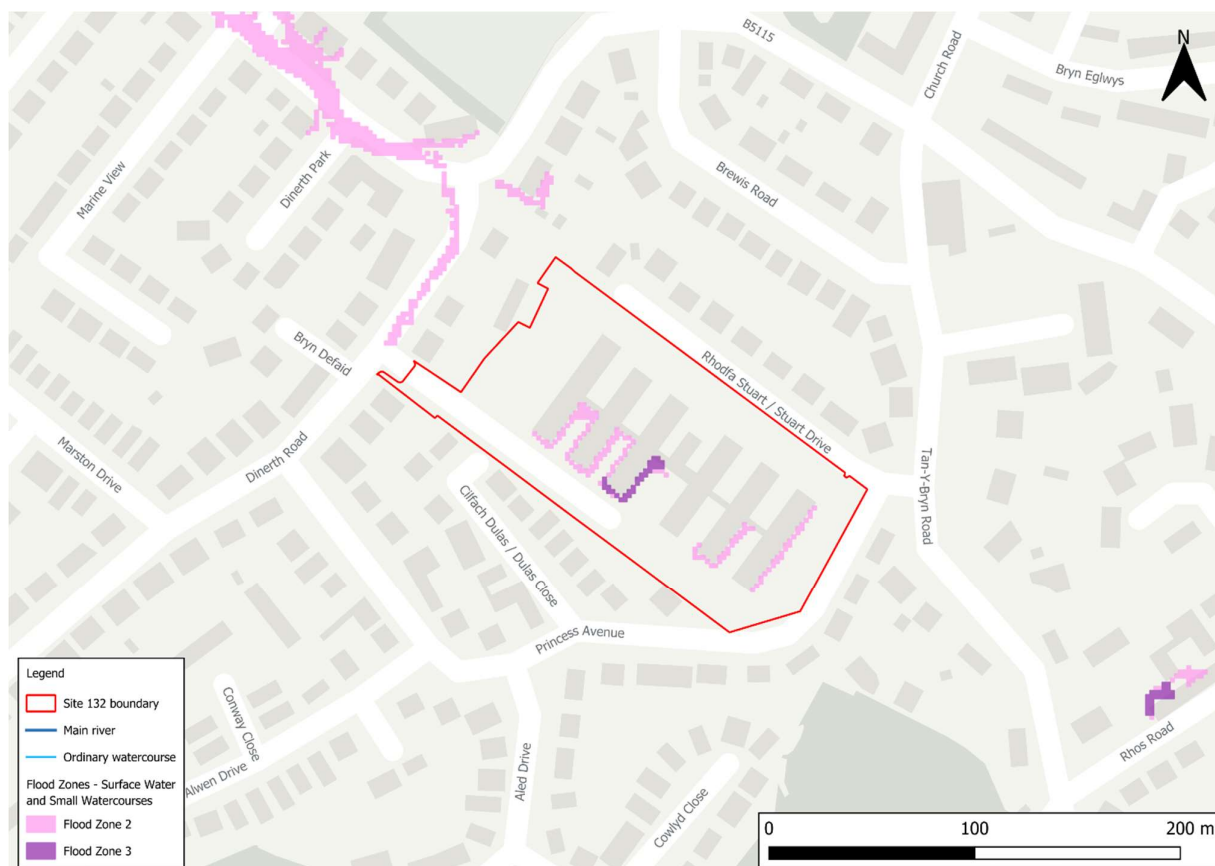 B5115
Church Road
Bryn Eglwys
N
Marine View
Dinerth Park
Brewis Road
Bryn Defaid
Rhodfa Stuart / Stuart Drive
Marston Drive
Dinerth Road
Cilfach Dulas / Dulas Close
Tan-Y-Bryn Road
Princess Avenue
Conway Close
Alwen Drive
Aled Drive
Cowlyd Close
Rhos Road
Legend
Site 132 boundary
Main river
Ordinary watercourse
Flood Zones - Surface Water
and Small Watercourses
Flood Zone 2
Flood Zone 3
0 100 200 m